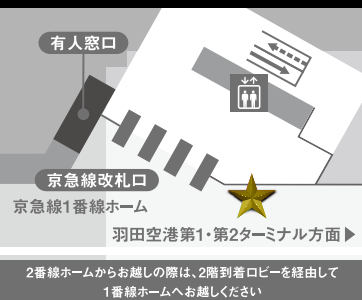 有人窓口
京急線改札口
京急線1番線ホーム
羽田空港第1・第2ターミナル方面▶
2番線ホームからお越しの際は、2階到着ロビーを経由して
1番線ホームへお越しください